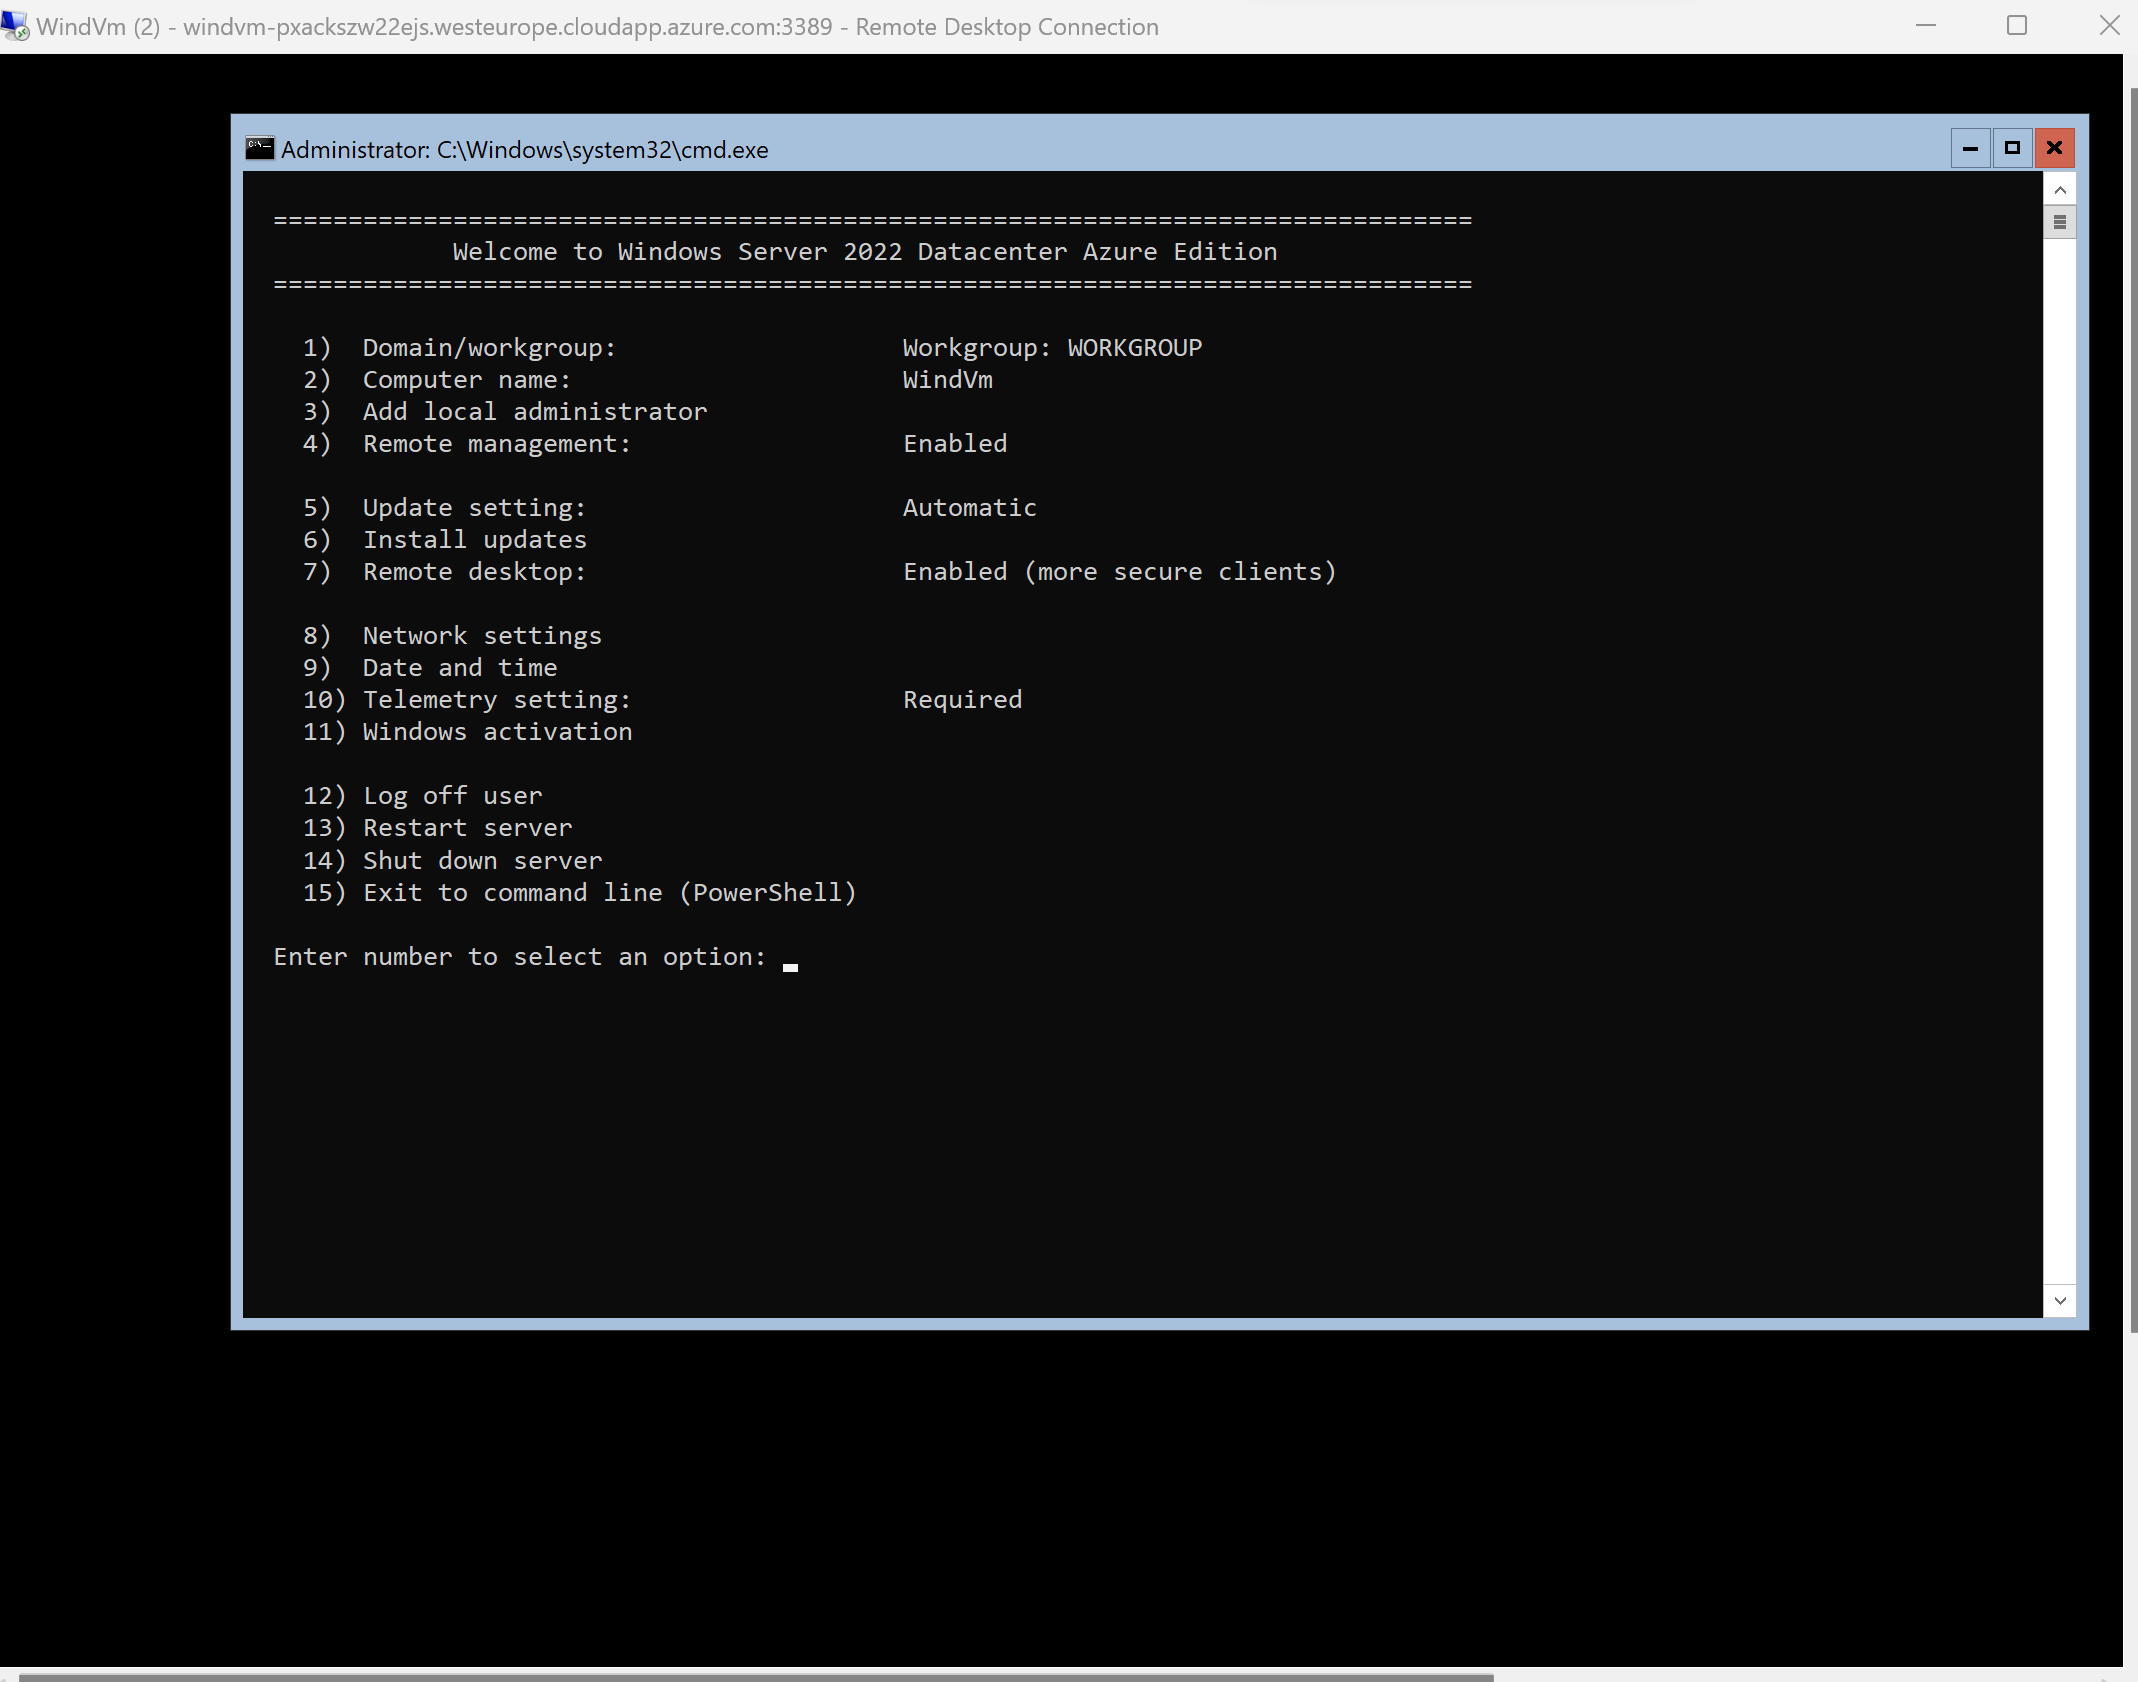 WindVm (2) - windvm-pxackszw22ejs.westeurope.cloudapp.azure.com:3389 - Remote Desktop Connection
Administrator: C:\Windows\system32\cmd.exe
================================================================================
Welcome to Windows Server 2022 Datacenter Azure Edition
================================================================================
1) Domain/workgroup: Workgroup: WORKGROUP
2) Computer name: WindVm
3) Add local administrator
4) Remote management: Enabled
5) Update setting: Automatic
6) Install updates
7) Remote desktop: Enabled (more secure clients)
8) Network settings
9) Date and time
10) Telemetry setting: Required
11) Windows activation
12) Log off user
13) Restart server
14) Shut down server
15) Exit to command line (PowerShell)
Enter number to select an option: